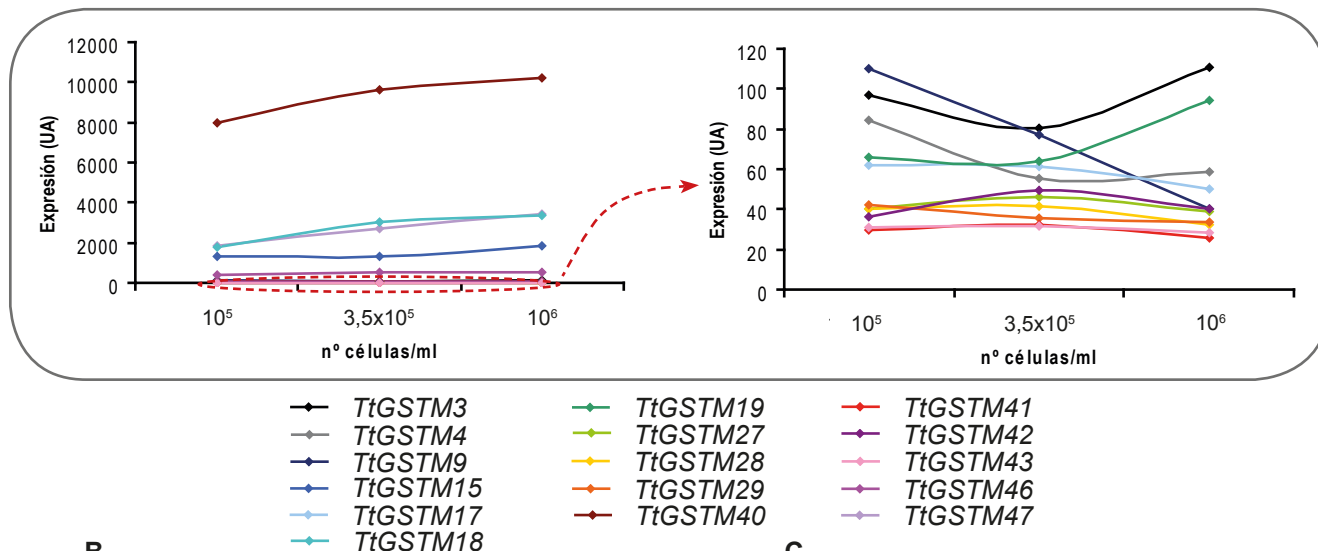 12000
10000
8000
6000
4000
2000
0
Expresión (UA)
10⁵
3,5x10⁵
10⁶
nº células/ml
120
100
80
60
40
20
0
Expresión (UA)
10⁵
3,5x10⁵
10⁶
nº células/ml
TtGSTM3
TtGSTM4
TtGSTM9
TtGSTM15
TtGSTM17
TtGSTM18
TtGSTM19
TtGSTM27
TtGSTM28
TtGSTM29
TtGSTM40
TtGSTM41
TtGSTM42
TtGSTM43
TtGSTM46
TtGSTM47
B
C